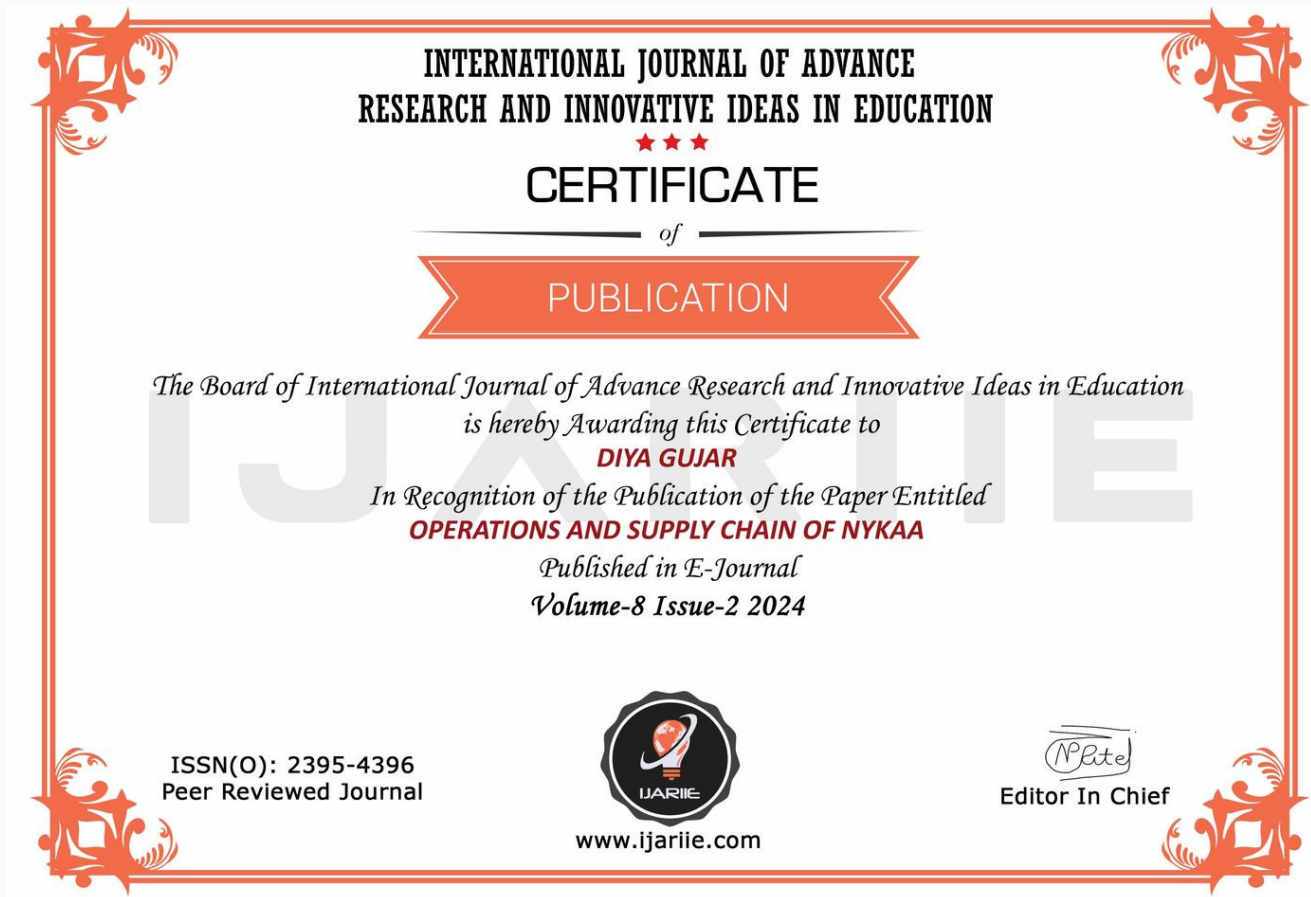 INTERNATIONAL JOURNAL OF ADVANCE
RESEARCH AND INNOVATIVE IDEAS IN EDUCATION
CERTIFICATE
of
PUBLICATION
IJARIIE
The Board of International Journal of Advance Research and Innovative Ideas in Education
is hereby Awarding this Certificate to
DIYA GUJAR
In Recognition of the Publication of the Paper Entitled
OPERATIONS AND SUPPLY CHAIN OF NYKAA
Published in E-Journal
Volume-8 Issue-2 2024
ISSN(O): 2395-4396
Peer Reviewed Journal
IJARIIE
www.ijariie.com
Editor In Chief